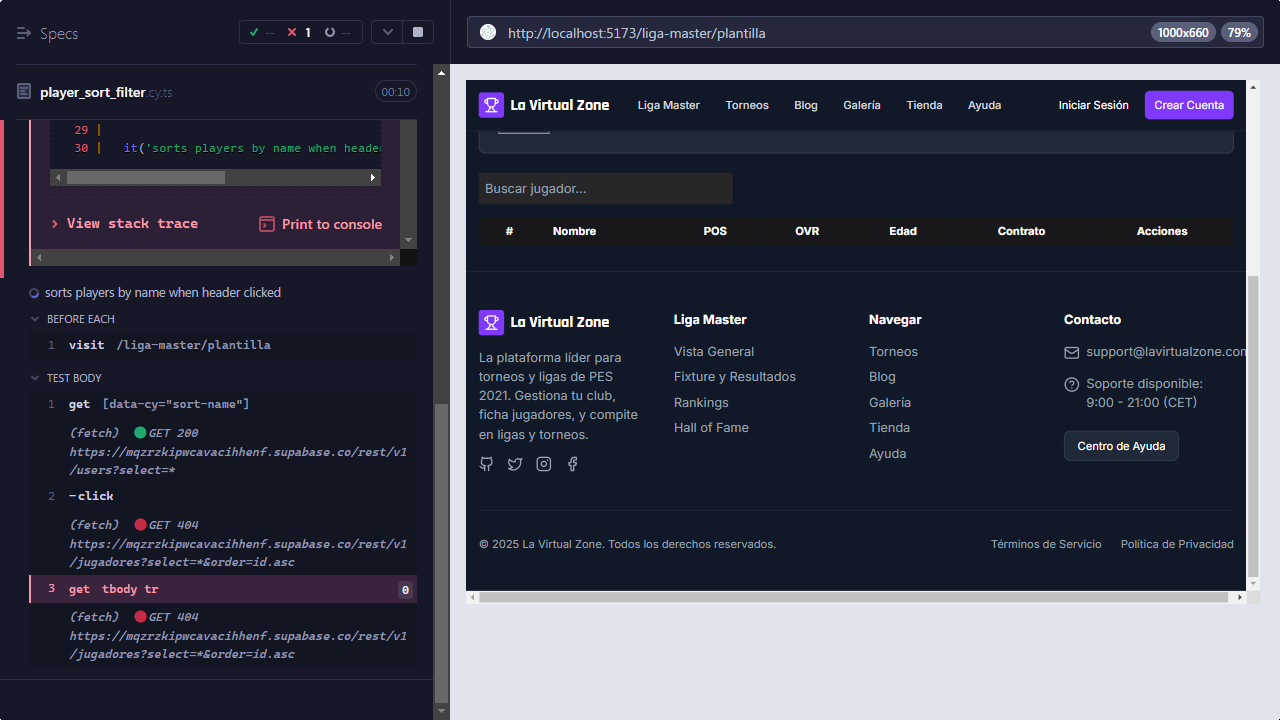 Specs
-- 1 --
player_sort_filter.cy.ts
00:10
29 |
30 | it('sorts players by name when header
View stack trace
Print to console
sorts players by name when header clicked
BEFORE EACH
1 visit /liga-master/plantilla
TEST BODY
1 get [data-cy="sort-name"]
(fetch) GET 200
https://mqzrzkipwcavacihhenf.supabase.co/rest/v1
/users?select=*
2 -click
(fetch) GET 404
https://mqzrzkipwcavacihhenf.supabase.co/rest/v1
/jugadores?select=*&order=id.asc
3 get tbody tr 0
(fetch) GET 404
https://mqzrzkipwcavacihhenf.supabase.co/rest/v1
/jugadores?select=*&order=id.asc
http://localhost:5173/liga-master/plantilla
1000x660
79%
La Virtual Zone
Liga Master Torneos Blog Galería Tienda Ayuda
Iniciar Sesión
Crear Cuenta
Buscar jugador...
# Nombre POS OVR Edad Contrato Acciones
La Virtual Zone
La plataforma líder para
torneos y ligas de PES
2021. Gestiona tu club,
ficha jugadores, y compite
en ligas y torneos.
Liga Master
Vista General
Fixture y Resultados
Rankings
Hall of Fame
Navegar
Torneos
Blog
Galería
Tienda
Ayuda
Contacto
support@lavirtualzone.com
Soporte disponible:
9:00 - 21:00 (CET)
Centro de Ayuda
© 2025 La Virtual Zone. Todos los derechos reservados.
Términos de Servicio
Política de Privacidad